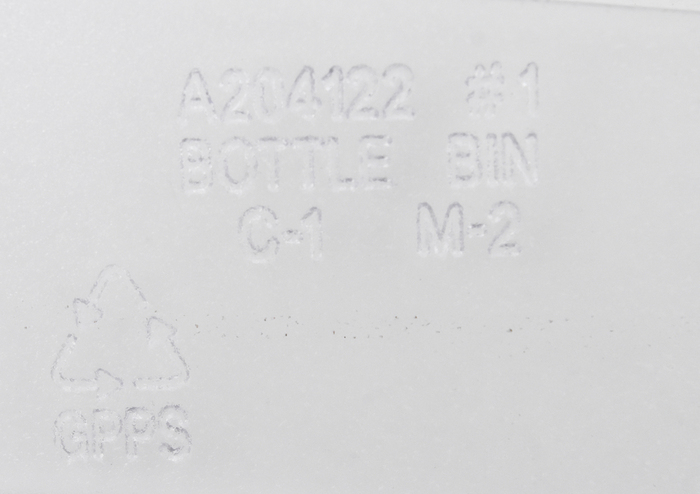 A204122 #1
BOTTLE BIN
C-1 M-2
GPPS